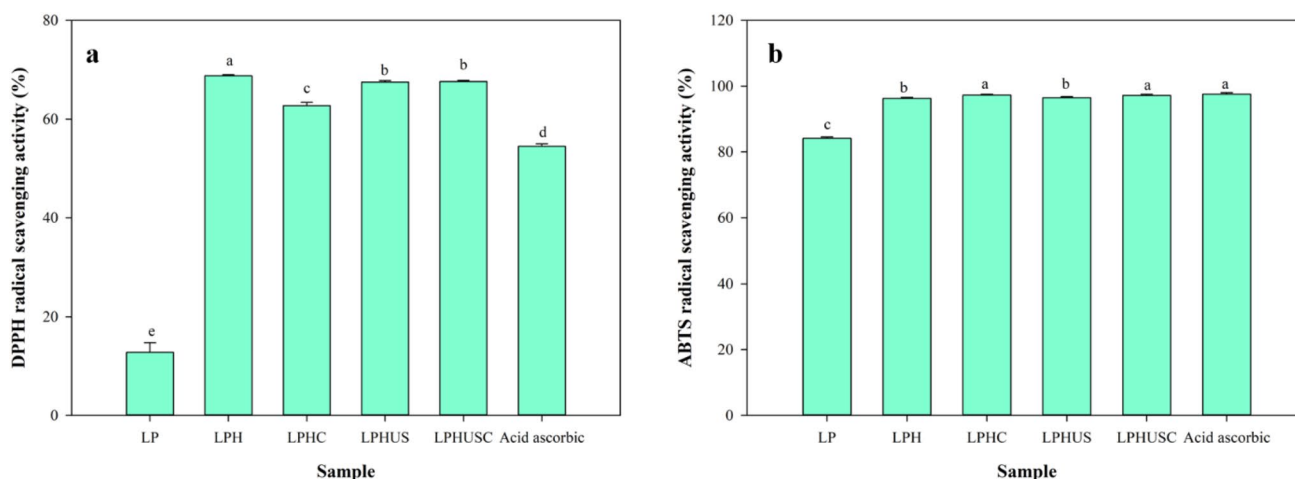 a
DPPH radical scavenging activity (%)
80
60
40
20
0
e
a
c
b
b
d
LP LPH LPHC LPHUS LPHUSC Acid ascorbic
Sample
b
ABTS radical scavenging activity (%)
120
100
80
60
40
20
0
c
b
a
b
a
a
LP LPH LPHC LPHUS LPHUSC Acid ascorbic
Sample